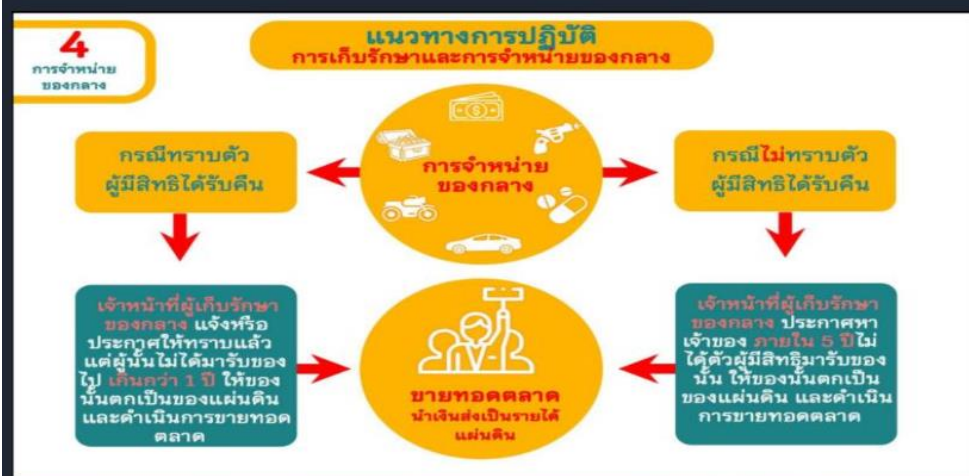 4
การจำหน่าย
ของกลาง
แนวทางการปฏิบัติ
การเก็บรักษาและการจำหน่ายของกลาง
กรณีทราบตัว
ผู้มีสิทธิได้รับคืน
การจำหน่าย
ของกลาง
กรณีไม่ทราบตัว
ผู้มีสิทธิได้รับคืน
เจ้าหน้าที่ผู้เก็บรักษา
ของกลาง แจ้งหรือ
ประกาศให้ทราบแล้ว
แต่ผู้นั้นไม่ได้มารับของ
ไป เกินกว่า 1 ปี ให้ของ
นั้นตกเป็นของแผ่นดิน
และดำเนินการขายทอด
ตลาด
ขายทอดตลาด
นำเงินส่งเป็นรายได้
แผ่นดิน
เจ้าหน้าที่ผู้เก็บรักษา
ของกลาง ประกาศหา
เจ้าของ ภายใน 5 ปีไม่
ได้ตัวผู้มีสิทธิมารับของ
นั้น ให้ของนั้นตกเป็น
ของแผ่นดิน และดำเนิน
การขายทอดตลาด